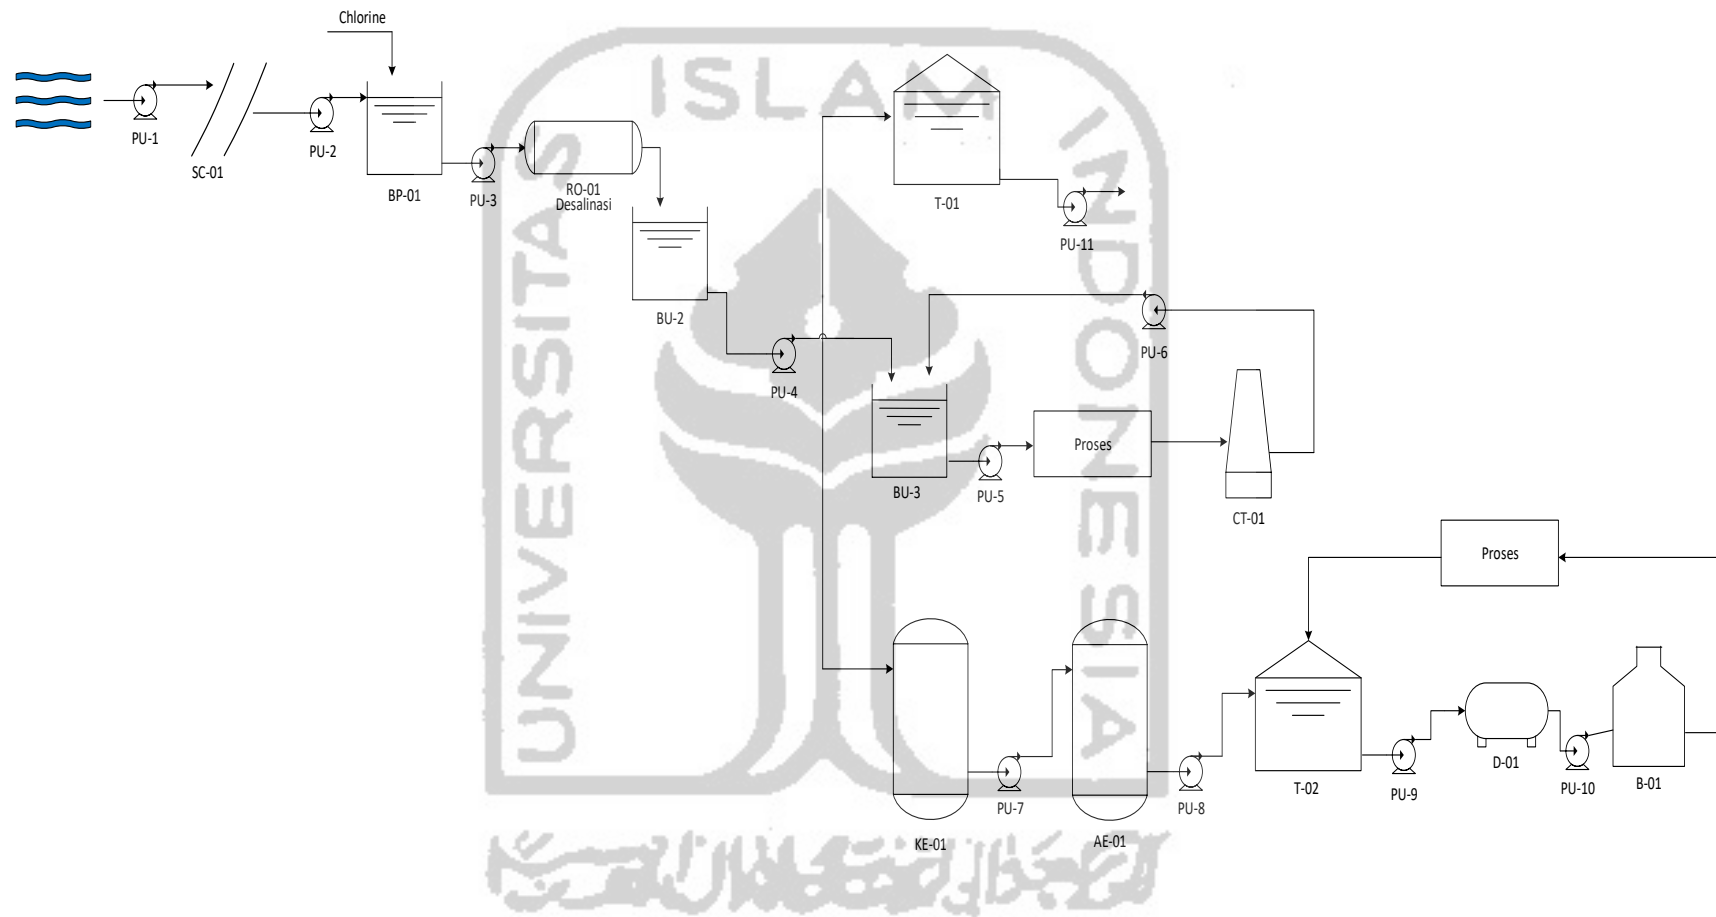 Chlorine
PU-1
SC-01
PU-2
BP-01
PU-3
RO-01
Desalinasi
BU-2
T-01
PU-11
PU-4
PU-6
BU-3
PU-5
Proses
CT-01
Proses
KE-01
PU-7
AE-01
PU-8
T-02
PU-9
D-01
PU-10
B-01
UNIVERSITAS
ISLAM
INDONESIA